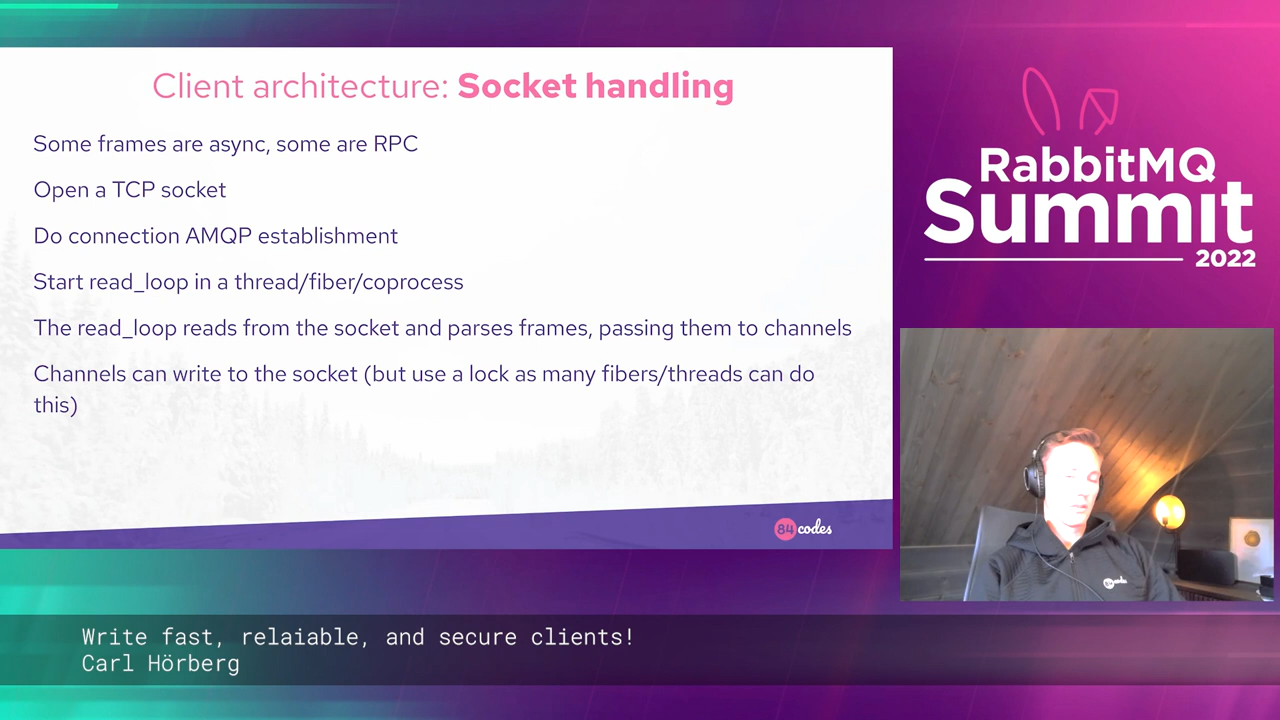 Client architecture: Socket handling
Some frames are async, some are RPC
Open a TCP socket
Do connection AMQP establishment
Start read_loop in a thread/fiber/coprocess
The read_loop reads from the socket and parses frames, passing them to channels
Channels can write to the socket (but use a lock as many fibers/threads can do
this)
84 codes
RabbitMQ
Summit
2022
84codes
Write fast, relaiable, and secure clients!
Carl Hörberg